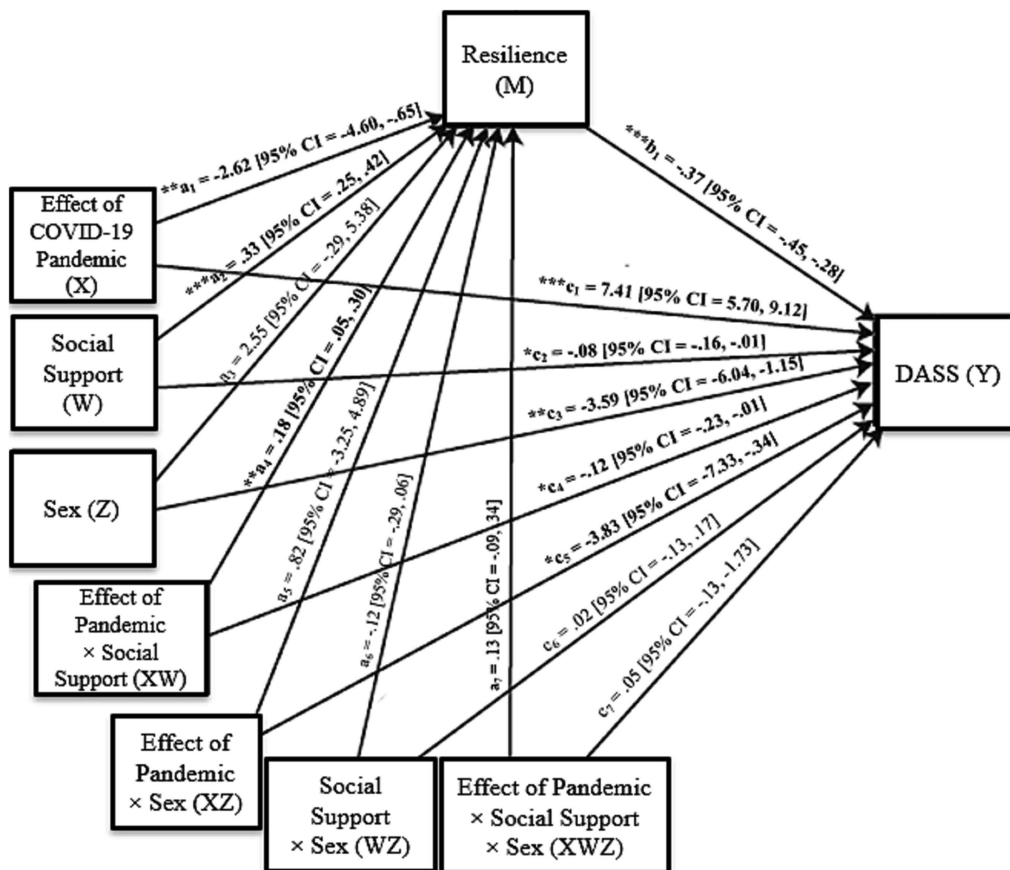 Resilience
(M)
**a1 = -2.62 [95% CI = -4.60, -.65]
***a2 = .33 [95% CI = .25, .42]
a3 = 2.55 [95% CI = -.29, 5.38]
**a4 = .18 [95% CI = .05, .30]
a5 = .82 [95% CI = -3.25, 4.89]
a6 = -.12 [95% CI = -.29, .06]
a7 = .13 [95% CI = -.09, .34]
***b1 = -.37 [95% CI = -.45, -.28]
Effect of
COVID-19
Pandemic
(X)
***c1 = 7.41 [95% CI = 5.70, 9.12]
Social
Support
(W)
*c2 = -.08 [95% CI = -.16, -.01]
DASS (Y)
Sex (Z)
**c3 = -3.59 [95% CI = -6.04, -1.15]
*c4 = -.12 [95% CI = -.23, -.01]
*c5 = -3.83 [95% CI = -7.33, -.34]
c6 = .02 [95% CI = -.13, .17]
c7 = .05 [95% CI = -.13, -1.73]
Effect of
Pandemic
× Social
Support (XW)
Effect of
Pandemic
× Sex (XZ)
Social
Support
× Sex (WZ)
Effect of Pandemic
× Social Support
× Sex (XWZ)